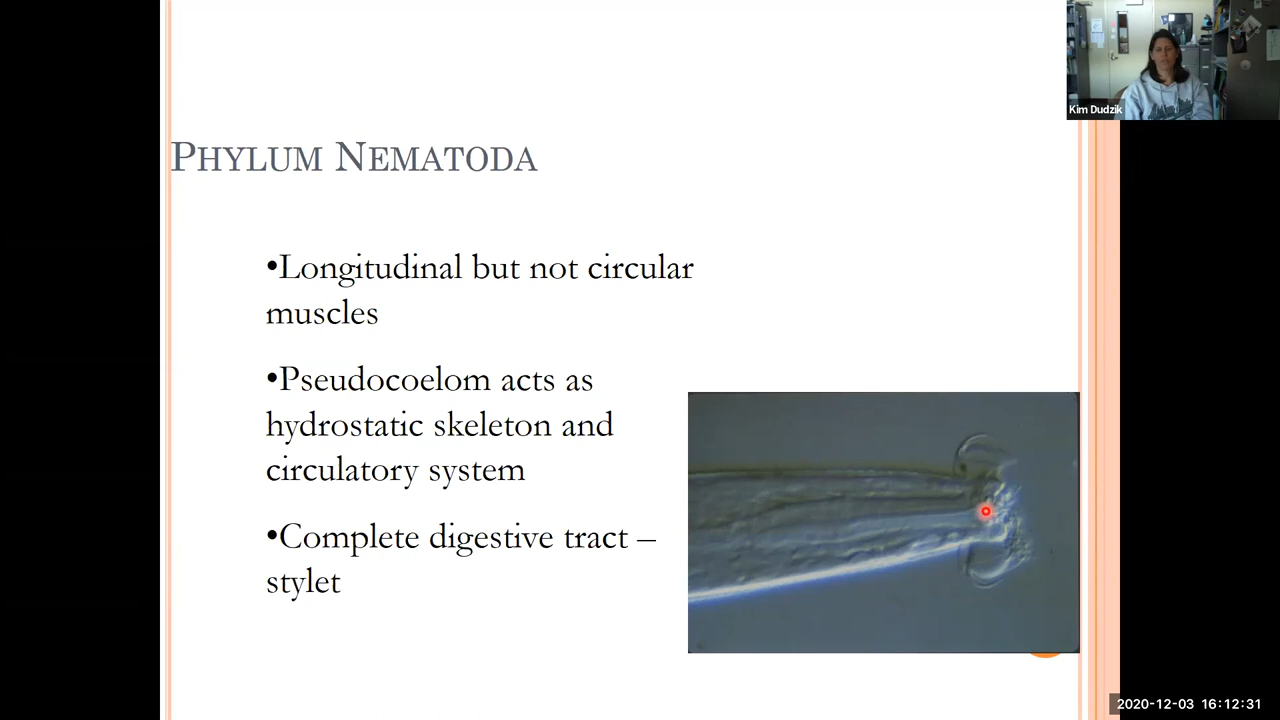 Kim Dudzik
PHYLUM NEMATODA
•Longitudinal but not circular
muscles
•Pseudocoelom acts as
hydrostatic skeleton and
circulatory system
•Complete digestive tract –
stylet
2020-12-03 16:12:31